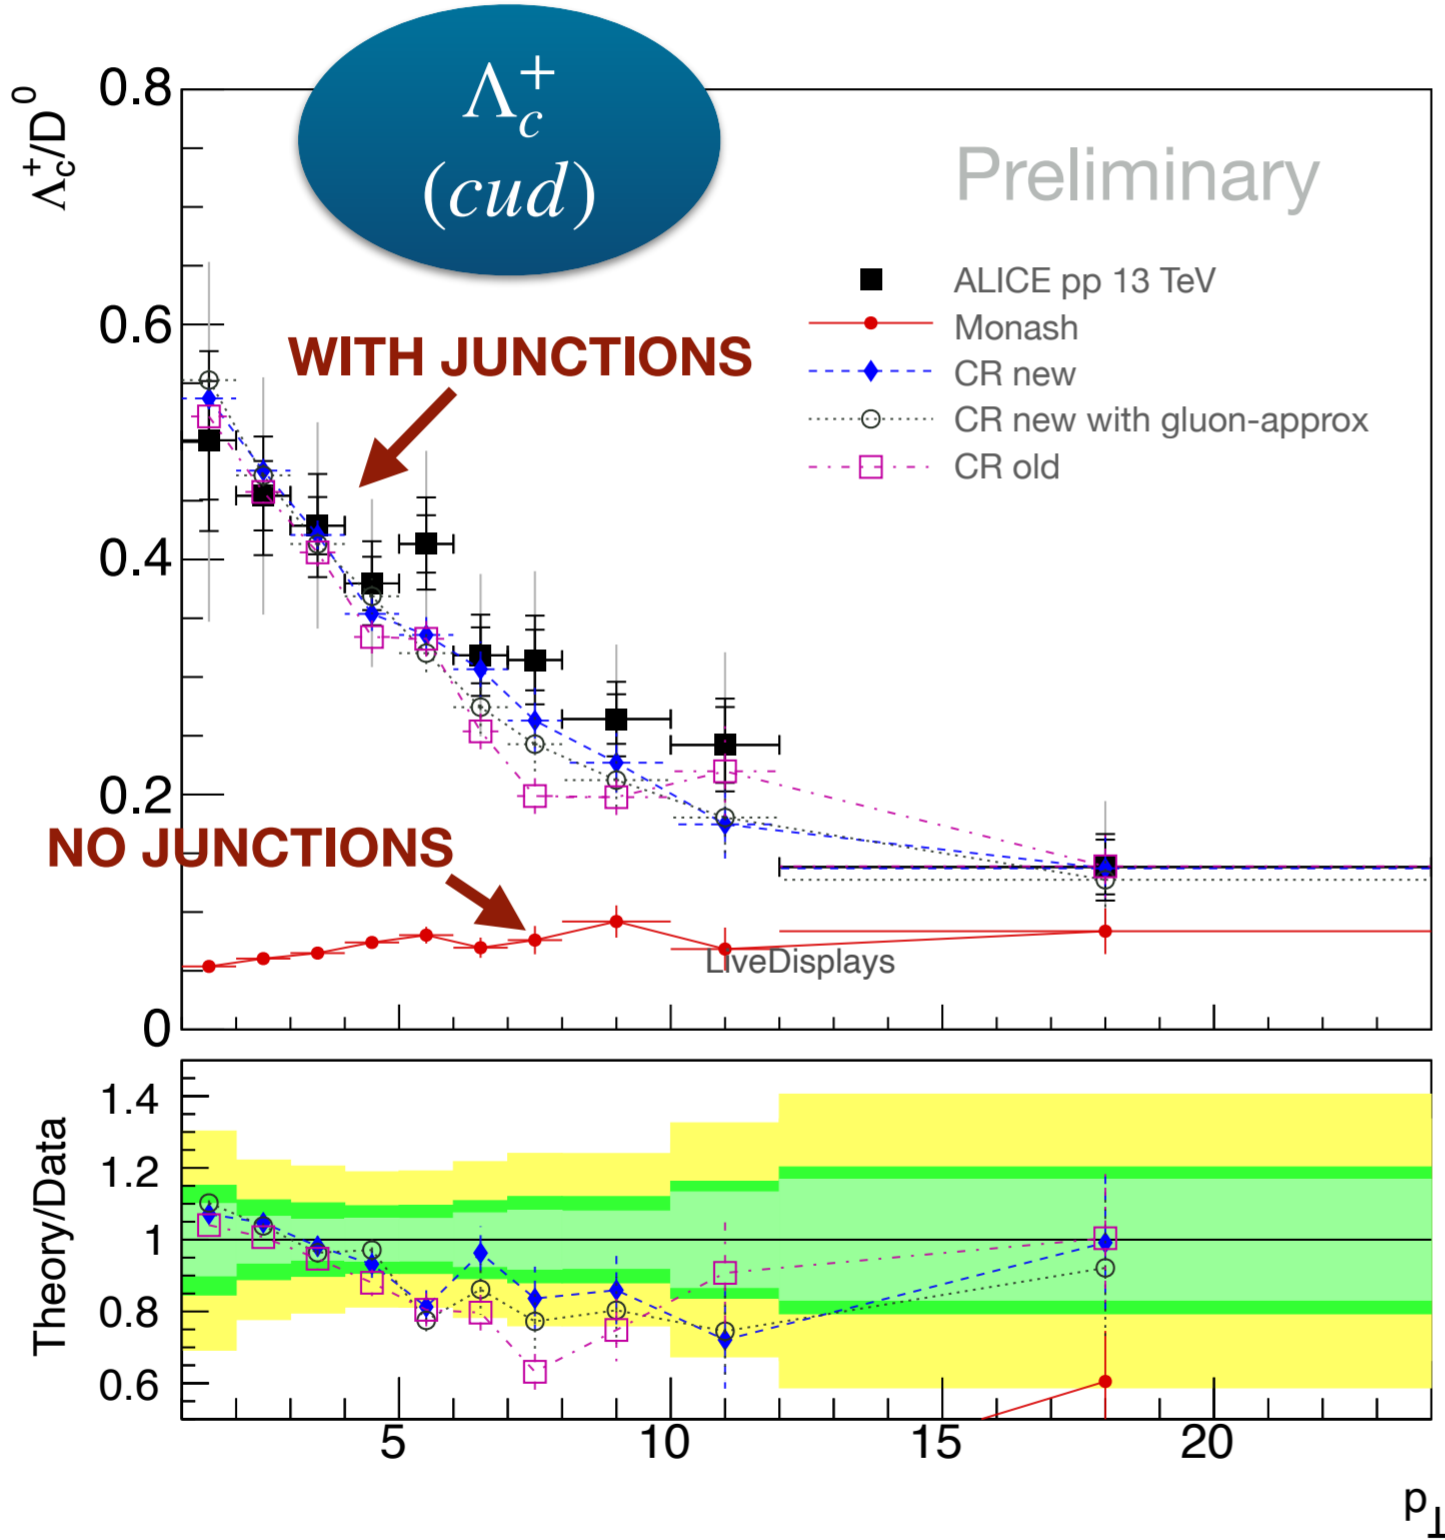 Λc+
(cud)
Λc+/D0
Preliminary
ALICE pp 13 TeV
Monash
CR new
CR new with gluon-approx
CR old
WITH JUNCTIONS
NO JUNCTIONS
LiveDisplays
0.8
0.6
0.4
0.2
0
Theory/Data
1.4
1.2
1
0.8
0.6
5
10
15
20
p⊥